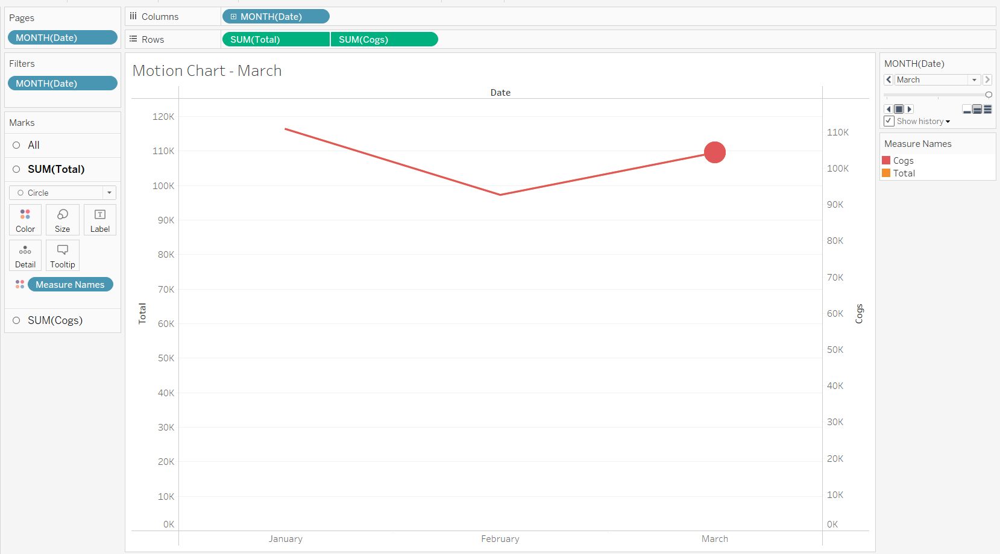 Pages
MONTH(Date)
Filters
MONTH(Date)
Marks
All
SUM(Total)
Circle
Color Size Label
T
Detail Tooltip
Measure Names
SUM(Cogs)
Columns MONTH(Date)
Rows SUM(Total) SUM(Cogs)
Motion Chart - March
Date
120K
110K
100K
90K
80K
70K
60K
50K
40K
30K
20K
10K
0K
Total
January February March
110K
100K
90K
80K
70K
60K
50K
40K
30K
20K
10K
0K
Cogs
MONTH(Date)
March
Show history
Measure Names
Cogs
Total